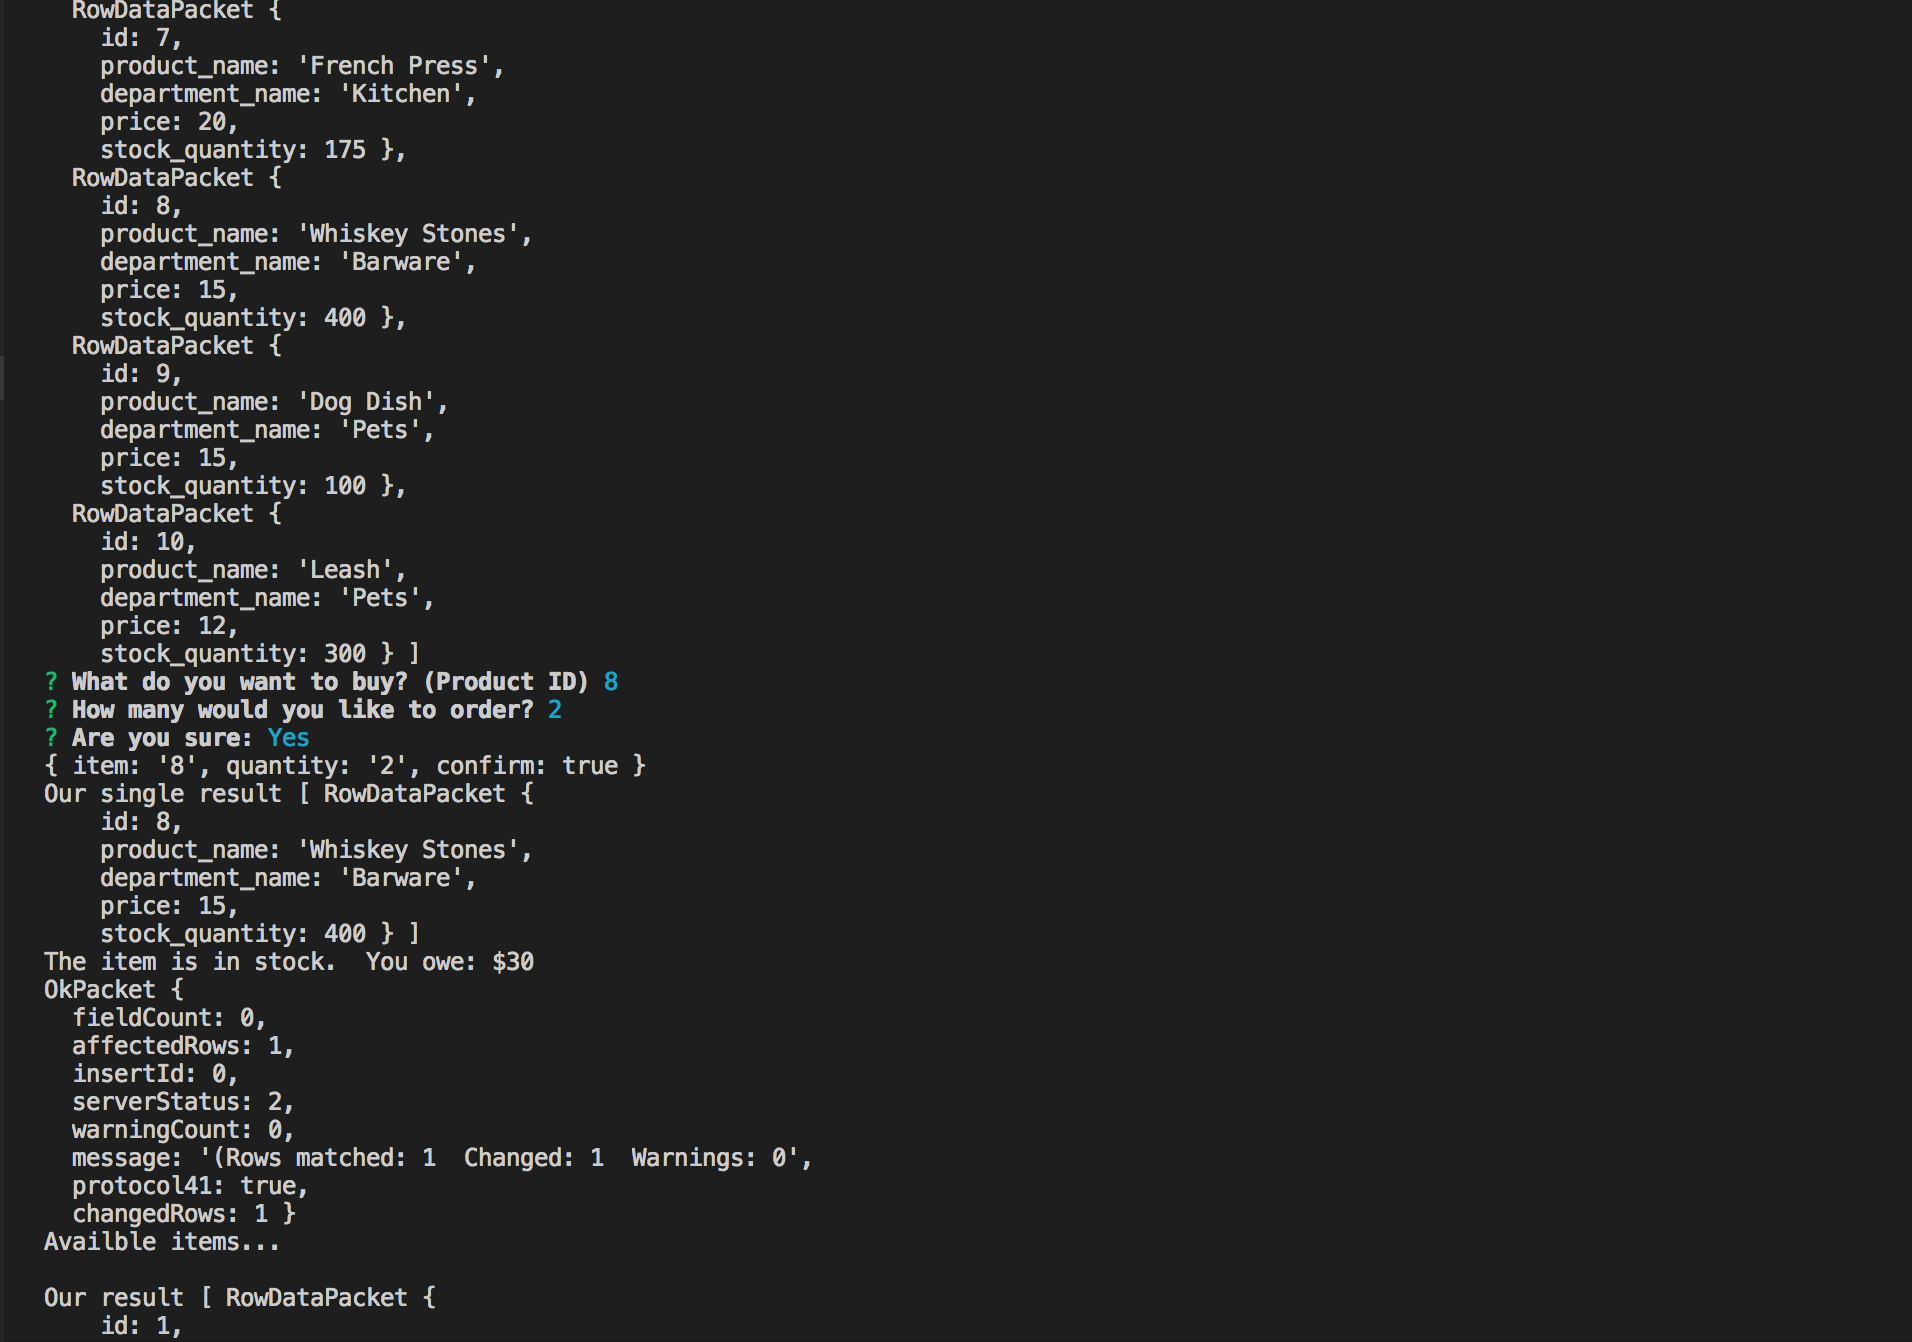 RowDataPacket {
id: 7,
product_name: 'French Press',
department_name: 'Kitchen',
price: 20,
stock_quantity: 175 },
RowDataPacket {
id: 8,
product_name: 'Whiskey Stones',
department_name: 'Barware',
price: 15,
stock_quantity: 400 },
RowDataPacket {
id: 9,
product_name: 'Dog Dish',
department_name: 'Pets',
price: 15,
stock_quantity: 100 },
RowDataPacket {
id: 10,
product_name: 'Leash',
department_name: 'Pets',
price: 12,
stock_quantity: 300 } ]
? What do you want to buy? (Product ID) 8
? How many would you like to order? 2
? Are you sure: Yes
{ item: '8', quantity: '2', confirm: true }
Our single result [ RowDataPacket {
id: 8,
product_name: 'Whiskey Stones',
department_name: 'Barware',
price: 15,
stock_quantity: 400 } ]
The item is in stock.  You owe: $30
OkPacket {
fieldCount: 0,
affectedRows: 1,
insertId: 0,
serverStatus: 2,
warningCount: 0,
message: '(Rows matched: 1  Changed: 1  Warnings: 0',
protocol41: true,
changedRows: 1 }
Availble items...
Our result [ RowDataPacket {
id: 1,